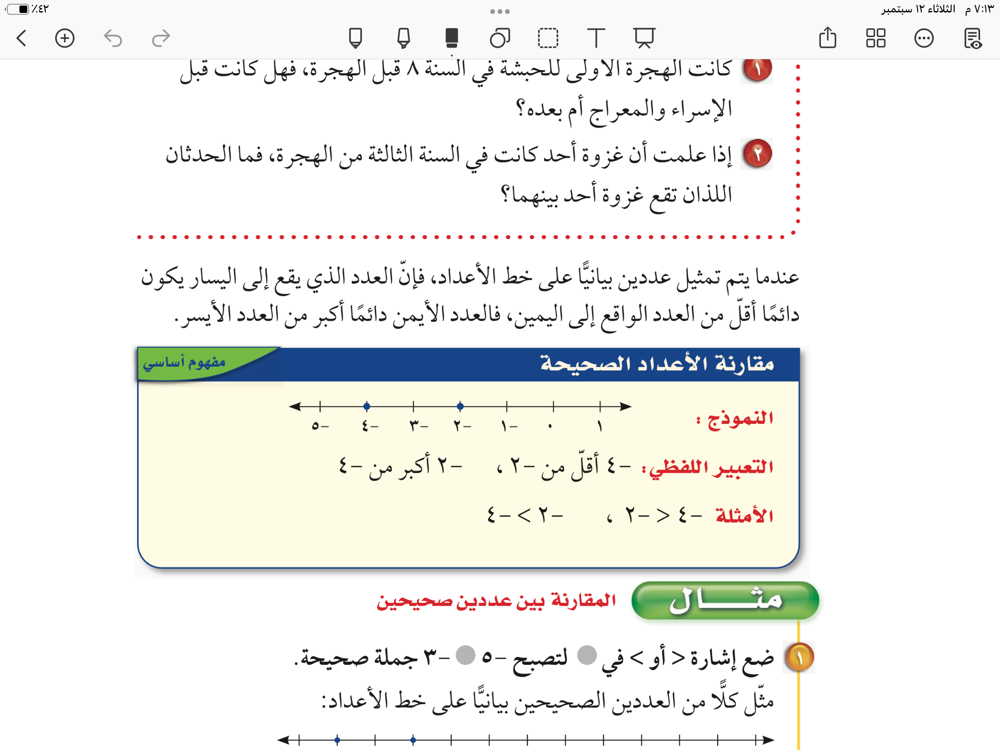 ٧:١٣ م الثلاثاء ١٢ سبتمبر
٤٢٪
١ كانت الهجرة الأولى للحبشة في السنة ٨ قبل الهجرة، فهل كانت قبل
الإسراء والمعراج أم بعده؟
٢ إذا علمت أن غزوة أحد كانت في السنة الثالثة من الهجرة، فما الحدثان
اللذان تقع غزوة أحد بينهما؟
عندما يتم تمثيل عددين بيانيًّا على خط الأعداد، فإنّ العدد الذي يقع إلى اليسار يكون
دائمًا أقلّ من العدد الواقع إلى اليمين، فالعدد الأيمن دائمًا أكبر من العدد الأيسر.
مقارنة الأعداد الصحيحة
مفهوم أساسي
النموذج :
−٥ −٤ −٣ −٢ −١ ٠ ١
التعبير اللفظي: −٤ أقلّ من −٢ ، −٢ أكبر من −٤
الأمثلة −٤ < −٢ ، −٢ > −٤
مثـــال المقارنة بين عددين صحيحين
١ ضع إشارة > أو < في لتصبح −٥ −٣ جملة صحيحة.
مثّل كلًّا من العددين الصحيحين بيانيًّا على خط الأعداد: